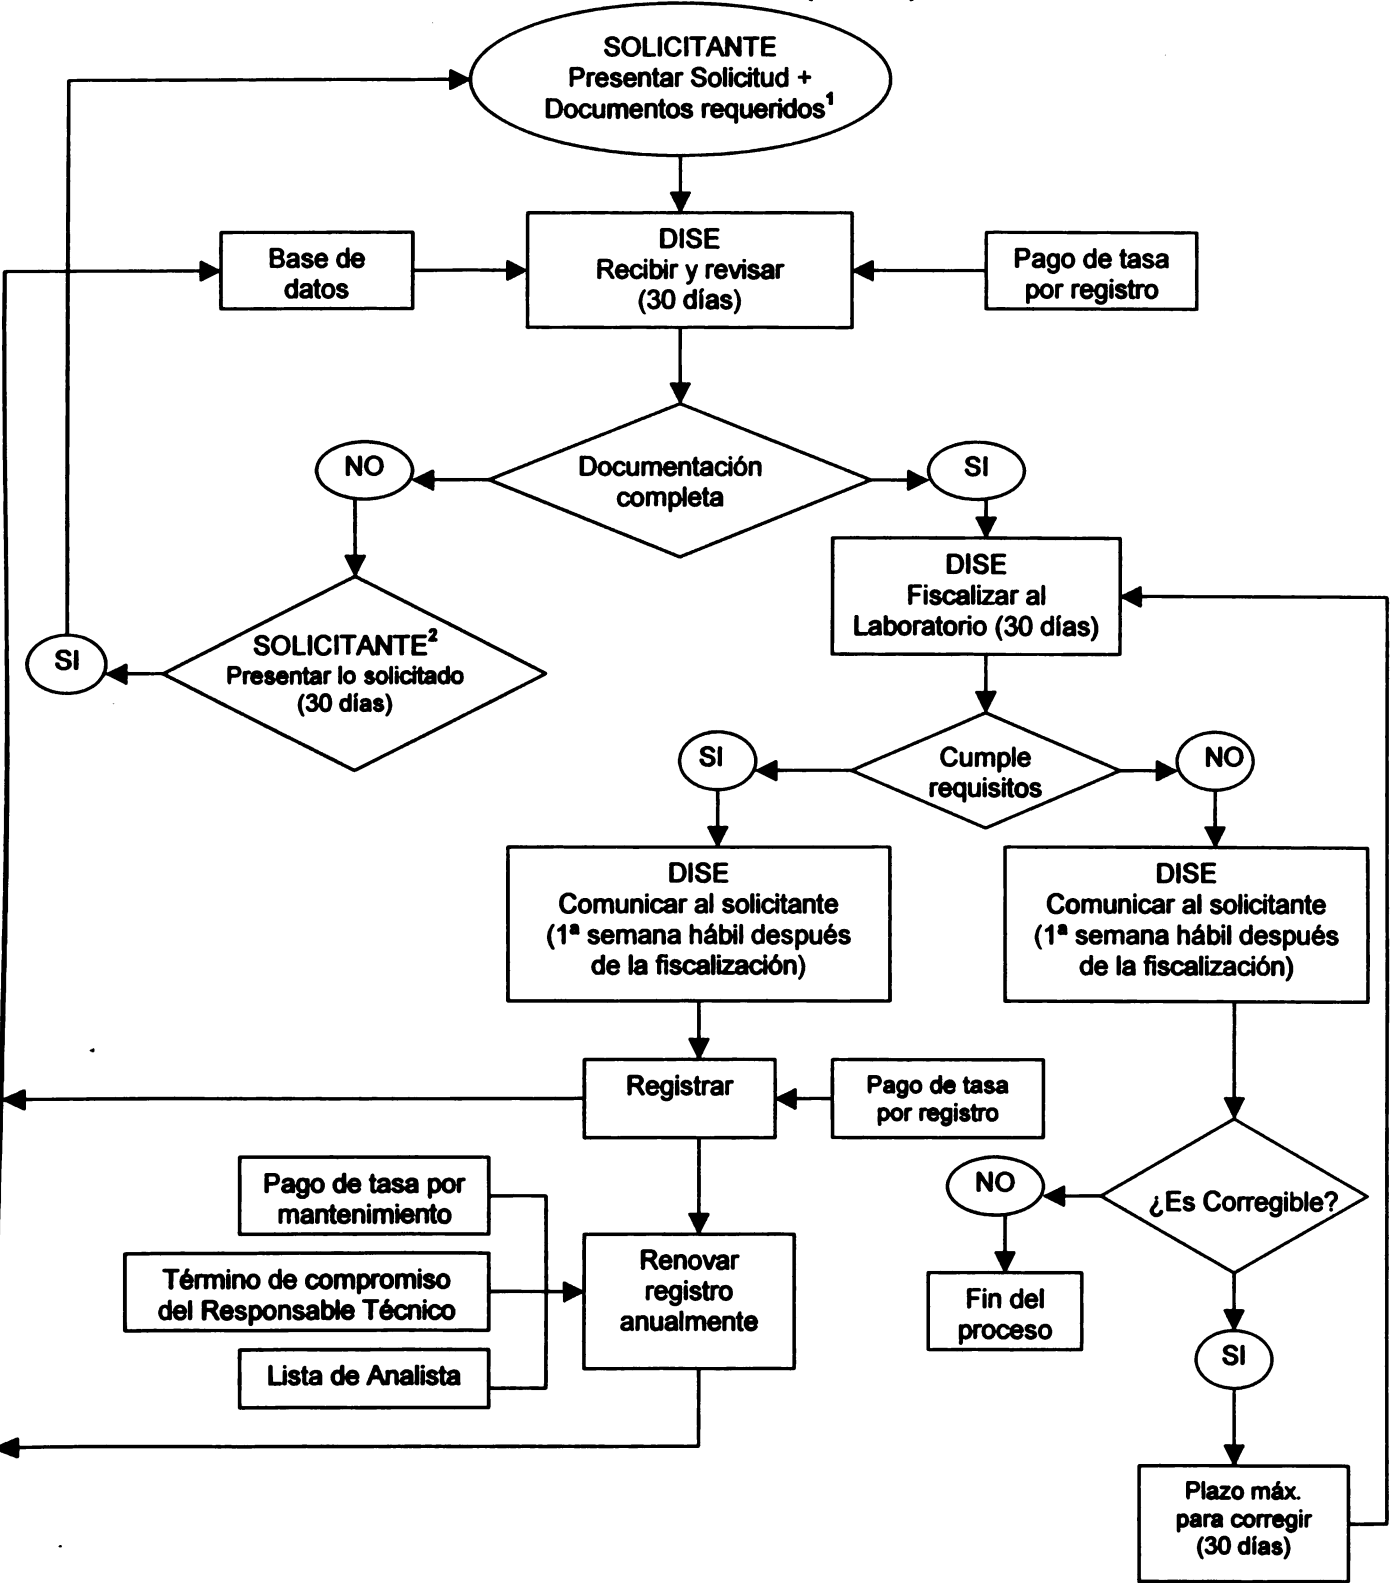 SOLICITANTE
Presentar Solicitud +
Documentos requeridos¹
Base de
datos
DISE
Recibir y revisar
(30 días)
Pago de tasa
por registro
NO
Documentación
completa
SI
DISE
Fiscalizar al
Laboratorio (30 días)
SI
SOLICITANTE²
Presentar lo solicitado
(30 días)
SI
Cumple
requisitos
NO
DISE
Comunicar al solicitante
(1ª semana hábil después
de la fiscalización)
DISE
Comunicar al solicitante
(1ª semana hábil después
de la fiscalización)
Registrar
Pago de tasa
por registro
Pago de tasa por
mantenimiento
NO
¿Es Corregible?
Término de compromiso
del Responsable Técnico
Renovar
registro
anualmente
Fin del
proceso
Lista de Analista
SI
Plazo máx.
para corregir
(30 días)